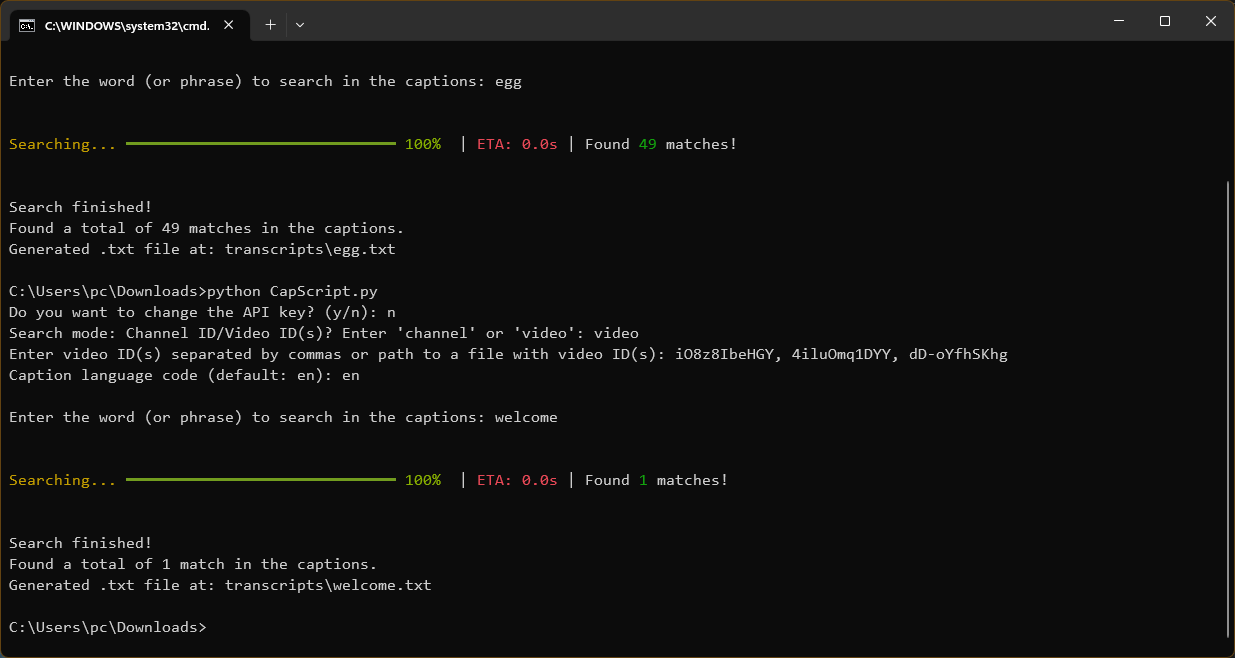 C:\WINDOWS\system32\cmd.
Enter the word (or phrase) to search in the captions: egg
Searching... 100% | ETA: 0.0s | Found 49 matches!
Search finished!
Found a total of 49 matches in the captions.
Generated .txt file at: transcripts\egg.txt
C:\Users\pc\Downloads>python CapScript.py
Do you want to change the API key? (y/n): n
Search mode: Channel ID/Video ID(s)? Enter 'channel' or 'video': video
Enter video ID(s) separated by commas or path to a file with video ID(s): iO8z8IbeHGY, 4iluOmq1DYY, dD-oYfhSKhg
Caption language code (default: en): en
Enter the word (or phrase) to search in the captions: welcome
Searching... 100% | ETA: 0.0s | Found 1 matches!
Search finished!
Found a total of 1 match in the captions.
Generated .txt file at: transcripts\welcome.txt
C:\Users\pc\Downloads>